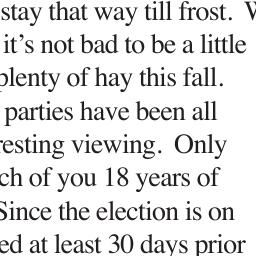 stay that way till frost.
it's not bad to be a little
plenty of hay this fall.
parties have been all
resting viewing. Only
ch of you 18 years of
Since the election is on
ed at least 30 days prior